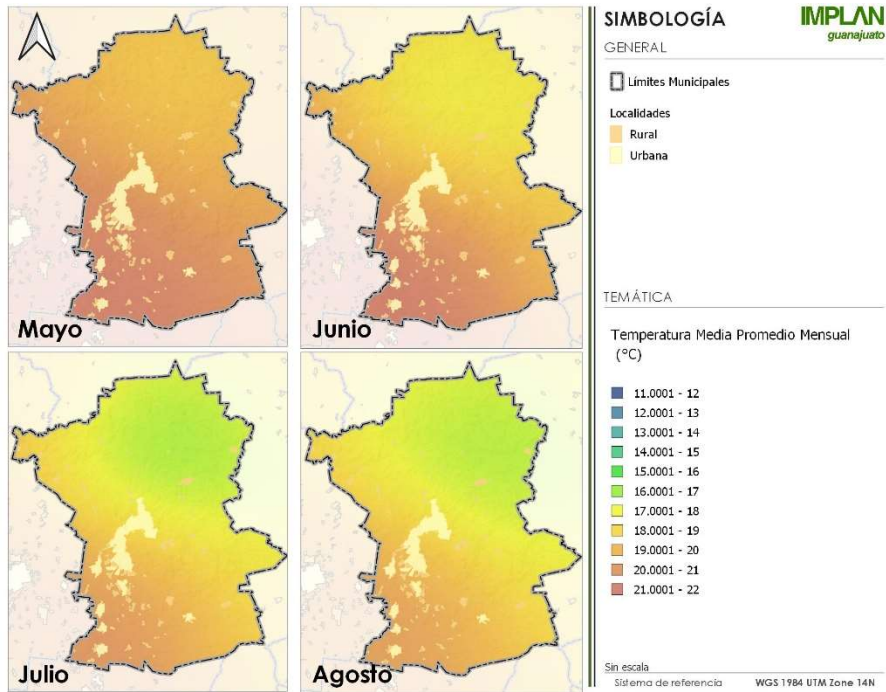 Mayo
Junio
Julio
Agosto
SIMBOLOGÍA
IMPLAN
guanajuato
GENERAL
Límites Municipales
Localidades
Rural
Urbana
TEMÁTICA
Temperatura Media Promedio Mensual
(°C)
11.0001 - 12
12.0001 - 13
13.0001 - 14
14.0001 - 15
15.0001 - 16
16.0001 - 17
17.0001 - 18
18.0001 - 19
19.0001 - 20
20.0001 - 21
21.0001 - 22
Sin escala
Sistema de referencia WGS 1984 UTM Zone 14N